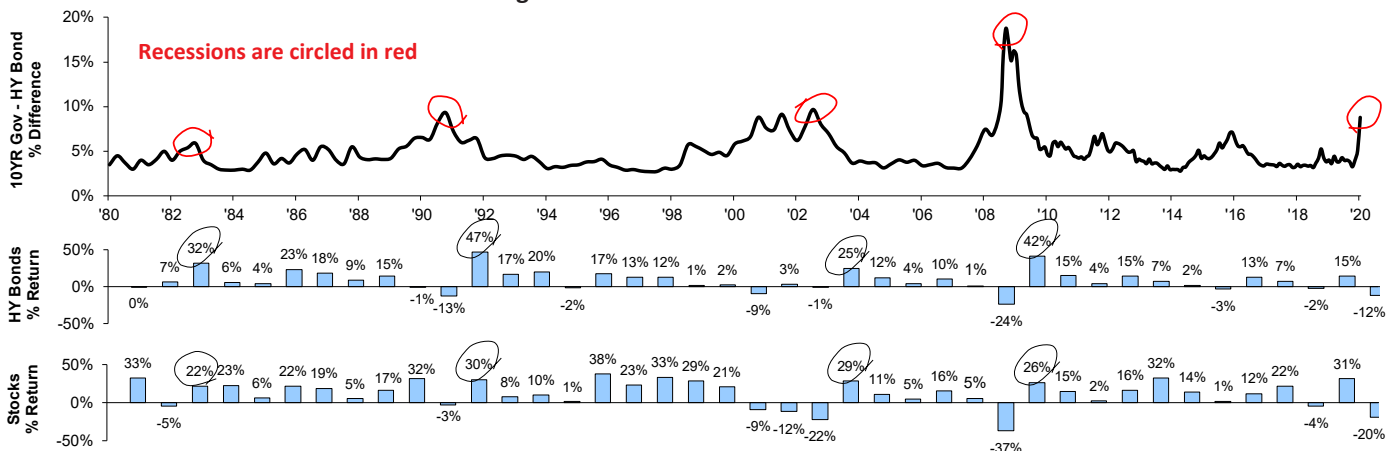 g
20%
15%
10%
5%
0%
10YR Gov - HY Bond
% Difference
Recessions are circled in red
'80 '82 '84 '86 '88 '90 '92 '94 '96 '98 '00 '02 '04 '06 '08 '10 '12 '14 '16 '18 '20
HY Bonds
% Return
50%
0%
-50%
0% 7% 32% 6% 4% 23% 18% 9% 15% -1% -13% 47% 17% 20% -2% 17% 13% 12% 1% 2% -9% 3% -1% 25% 12% 4% 10% 1% -24% 42% 15% 4% 15% 7% 2% -3% 13% 7% -2% 15% -12%
Stocks
% Return
50%
0%
-50%
33% -5% 22% 23% 6% 22% 19% 5% 17% 32% -3% 30% 8% 10% 1% 38% 23% 33% 29% 21% -9% -12% -22% 29% 11% 5% 16% 5% -37% 26% 15% 2% 16% 32% 14% 1% 12% 22% -4% 31% -20%